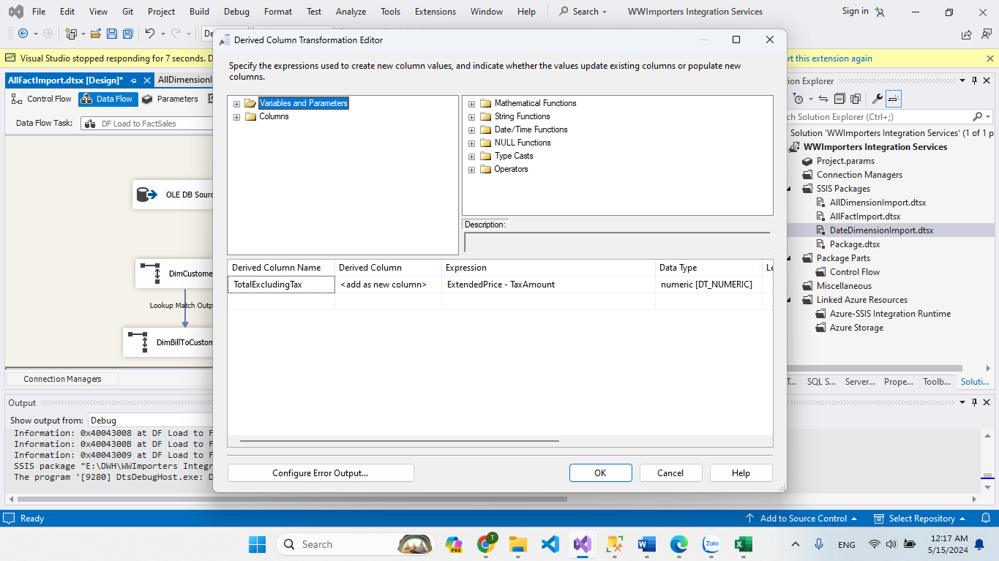 File Edit View Git Project Build Debug Format Test Analyze Tools Extensions Window Help Search WWImporters Integration Services Sign in
Visual Studio stopped responding for 7 seconds. D
rt this extension again
AllFactImport.dtsx [Design]* AllDimension
ion Explorer
Control Flow Data Flow Parameters
Data Flow Task: DF Load to FactSales
ch Solution Explorer (Ctrl+;)
Solution 'WWImporters Integration Services' (1 of 1 p
WWImporters Integration Services
Project.params
Connection Managers
SSIS Packages
AllDimensionImport.dtsx
AllFactImport.dtsx
DateDimensionImport.dtsx
Package.dtsx
Package Parts
Control Flow
Miscellaneous
Linked Azure Resources
Azure-SSIS Integration Runtime
Azure Storage
OLE DB Sourc
DimCustome
Lookup Match Outp
DimBillToCustom
Connection Managers
T... SQL S... Server... Prope... Toolb... Soluti...
Derived Column Transformation Editor
Specify the expressions used to create new column values, and indicate whether the values update existing columns or populate new
columns.
Variables and Parameters
Columns
Mathematical Functions
String Functions
Date/Time Functions
NULL Functions
Type Casts
Operators
Description:
Derived Column Name Derived Column Expression Data Type Le
TotalExcludingTax <add as new column> ExtendedPrice - TaxAmount numeric [DT_NUMERIC]
Configure Error Output... OK Cancel Help
Output
Show output from: Debug
Information: 0x40043008 at DF Load to F
Information: 0x4004300B at DF Load to F
Information: 0x40043009 at DF Load to F
SSIS package "E:\DWH\WWImporters Integr
The program '[9280] DtsDebugHost.exe: D
Ready Add to Source Control Select Repository
Search PRE T Zalo ENG 12:17 AM
5/15/2024